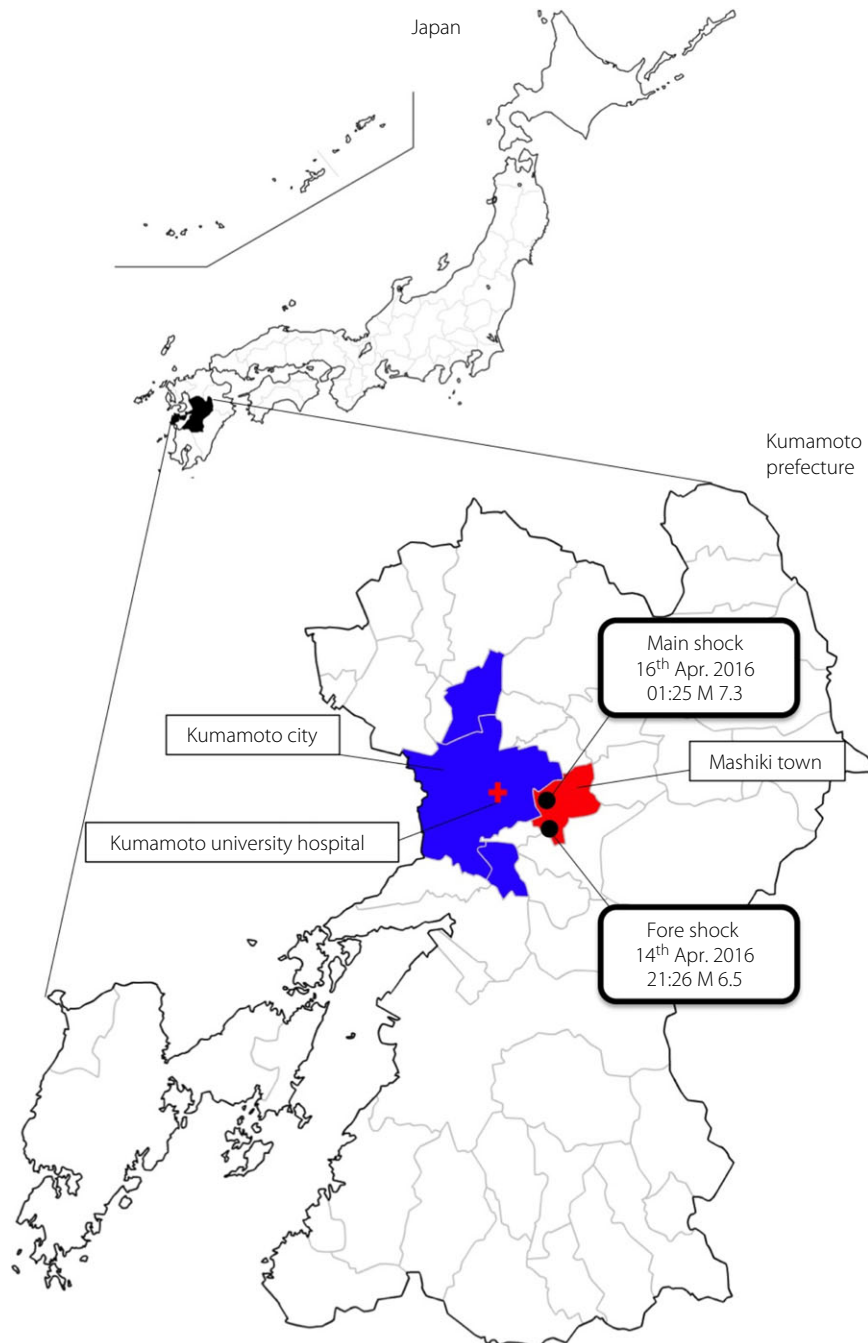 Japan
Kumamoto
prefecture
Main shock
16th Apr. 2016
01:25 M 7.3
Kumamoto city
Mashiki town
Kumamoto university hospital
Fore shock
14th Apr. 2016
21:26 M 6.5